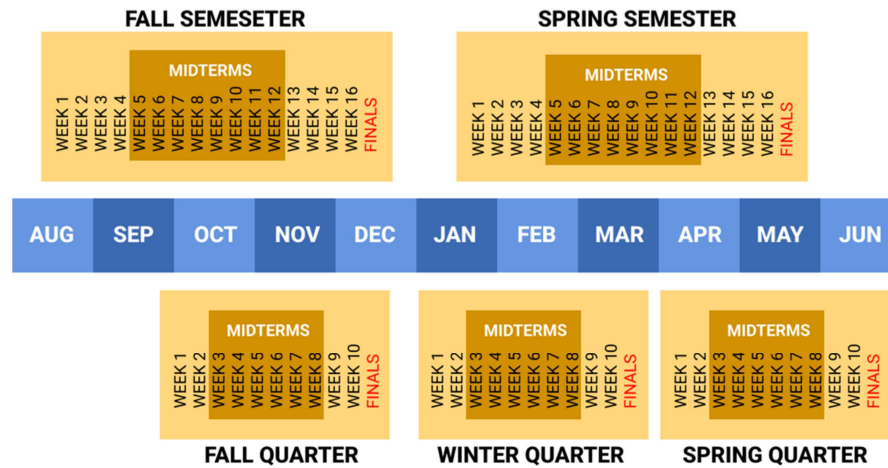 FALL SEMESETER
SPRING SEMESTER
MIDTERMS
WEEK 1
WEEK 2
WEEK 3
WEEK 4
WEEK 5
WEEK 6
WEEK 7
WEEK 8
WEEK 9
WEEK 10
WEEK 11
WEEK 12
WEEK 13
WEEK 14
WEEK 15
WEEK 16
FINALS
MIDTERMS
WEEK 1
WEEK 2
WEEK 3
WEEK 4
WEEK 5
WEEK 6
WEEK 7
WEEK 8
WEEK 9
WEEK 10
WEEK 11
WEEK 12
WEEK 13
WEEK 14
WEEK 15
WEEK 16
FINALS
AUG SEP OCT NOV DEC JAN FEB MAR APR MAY JUN
MIDTERMS
WEEK 1
WEEK 2
WEEK 3
WEEK 4
WEEK 5
WEEK 6
WEEK 7
WEEK 8
WEEK 9
WEEK 10
FINALS
MIDTERMS
WEEK 1
WEEK 2
WEEK 3
WEEK 4
WEEK 5
WEEK 6
WEEK 7
WEEK 8
WEEK 9
WEEK 10
FINALS
MIDTERMS
WEEK 1
WEEK 2
WEEK 3
WEEK 4
WEEK 5
WEEK 6
WEEK 7
WEEK 8
WEEK 9
WEEK 10
FINALS
FALL QUARTER
WINTER QUARTER
SPRING QUARTER